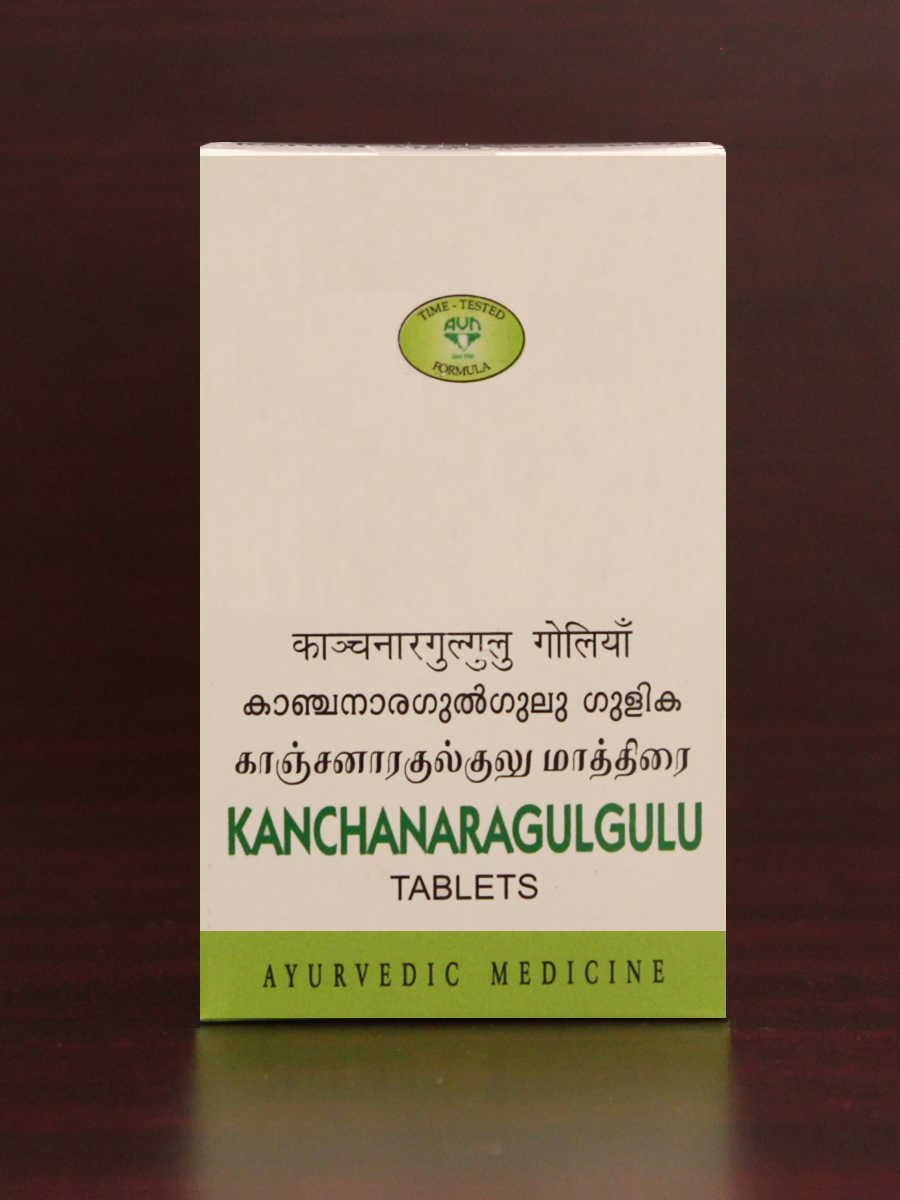 TIME - TESTED
AVN
FORMULA
काञ्चनारगुल्गुलु गोलियाँ
കാഞ്ചനാരഗുൽഗുലു ഗുളിക
காஞ்சனாரகுல்குலு மாத்திரை
KANCHANARAGULGULU
TABLETS
AYURVEDIC MEDICINE